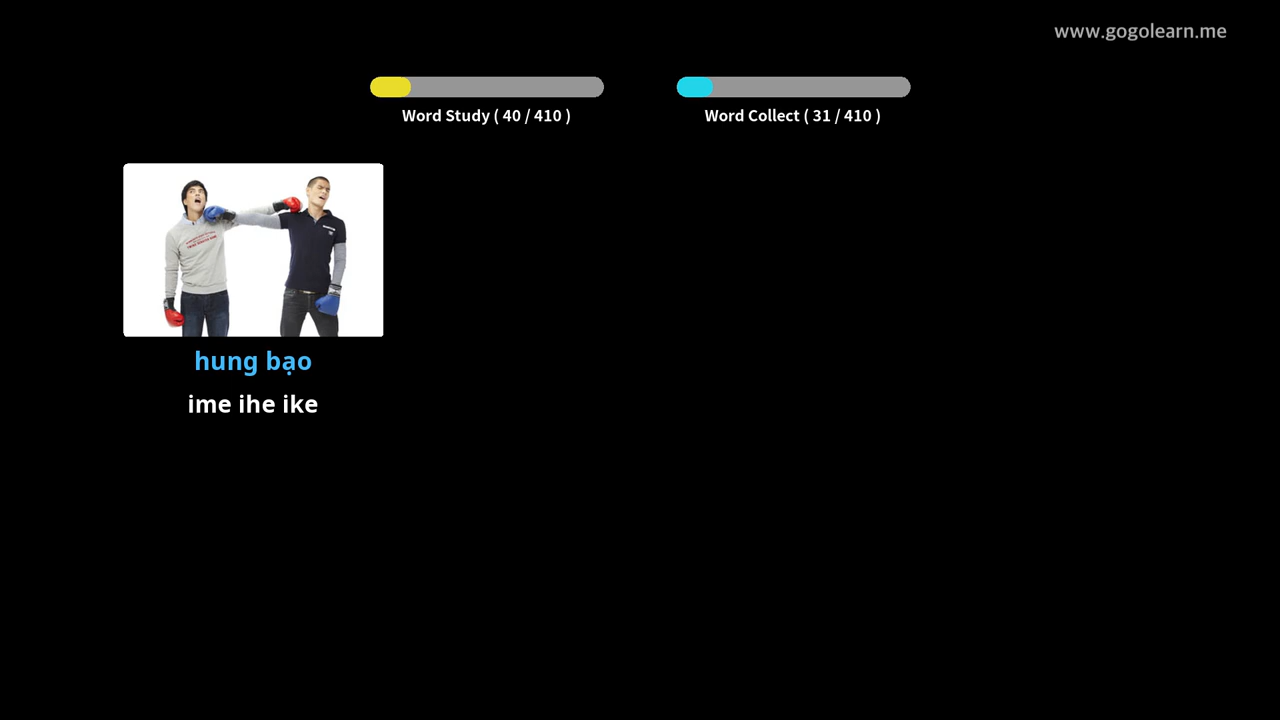 www.gogolearn.me
Word Study ( 40 / 410 )
Word Collect ( 31 / 410 )
hung bạo
ime ihe ike